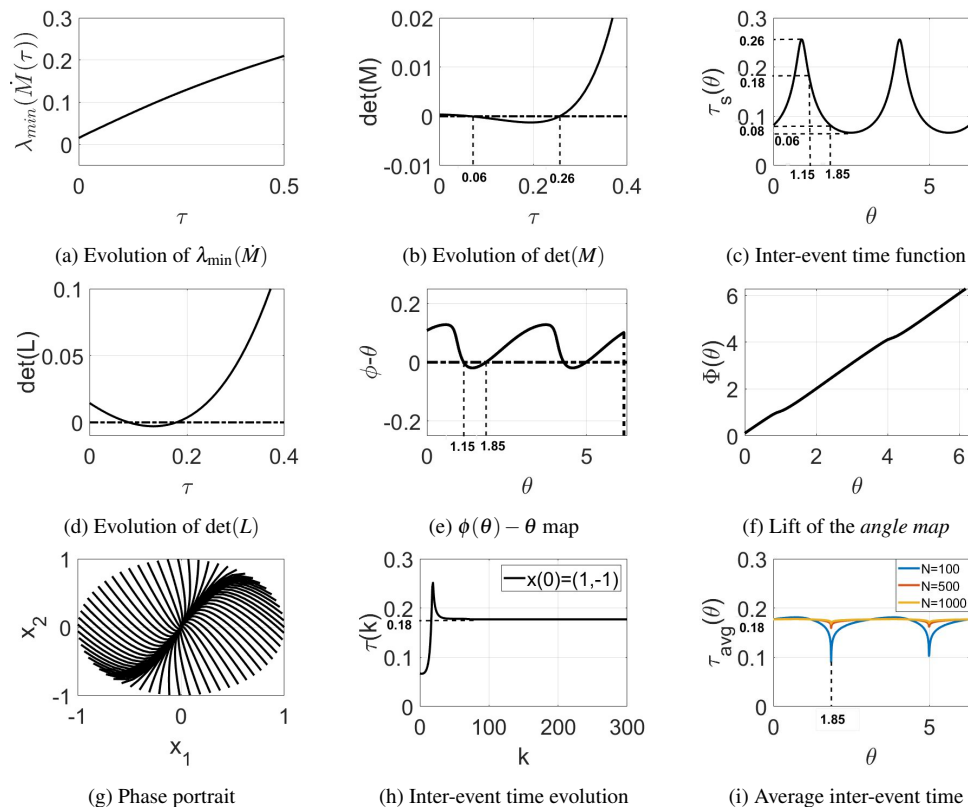 0.3
0.2
0.1
0
λmin(Ṁ(τ))
0
0.5
τ
(a) Evolution of λmin(Ṁ)
0.02
0.01
0
-0.01
det(M)
0
0.2
0.4
0.06
0.26
τ
(b) Evolution of det(M)
0.3
0.26
0.2
0.18
0.1
0.08
0.06
0
τs(θ)
0
5
1.15
1.85
θ
(c) Inter-event time function
0.1
0.05
0
det(L)
0
0.2
0.4
τ
(d) Evolution of det(L)
0.2
0
-0.2
ϕ-θ
0
5
1.15
1.85
θ
(e) ϕ(θ) − θ map
6
4
2
0
Φ(θ)
0
2
4
6
θ
(f) Lift of the angle map
1
0
-1
x2
-1
0
1
x1
(g) Phase portrait
0.3
0.2
0.18
0.1
0
τ(k)
x(0)=(1,-1)
0
100
200
300
k
(h) Inter-event time evolution
0.3
0.2
0.18
0.1
0
τavg(θ)
N=100
N=500
N=1000
0
5
1.85
θ
(i) Average inter-event time